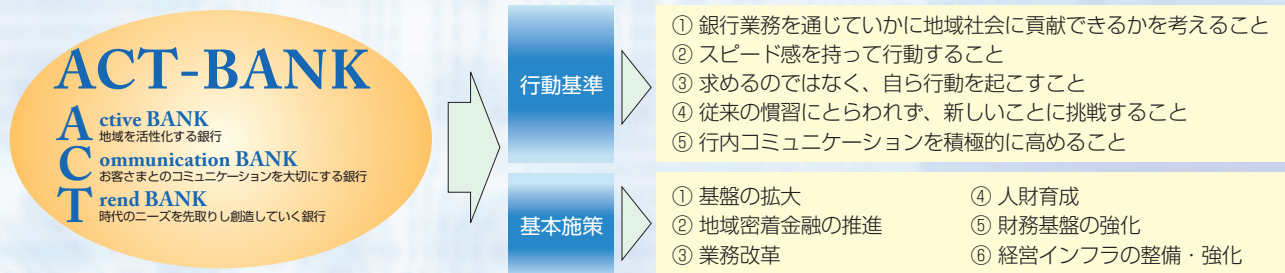 ACT-BANK
Active BANK
地域を活性化する銀行
Communication BANK
お客さまとのコミュニケーションを大切にする銀行
Trend BANK
時代のニーズを先取りし創造していく銀行
行動基準
① 銀行業務を通じていかに地域社会に貢献できるかを考えること
② スピード感を持って行動すること
③ 求めるのではなく、自ら行動を起こすこと
④ 従来の慣習にとらわれず、新しいことに挑戦すること
⑤ 行内コミュニケーションを積極的に高めること
基本施策
① 基盤の拡大
② 地域密着金融の推進
③ 業務改革
④ 人財育成
⑤ 財務基盤の強化
⑥ 経営インフラの整備・強化